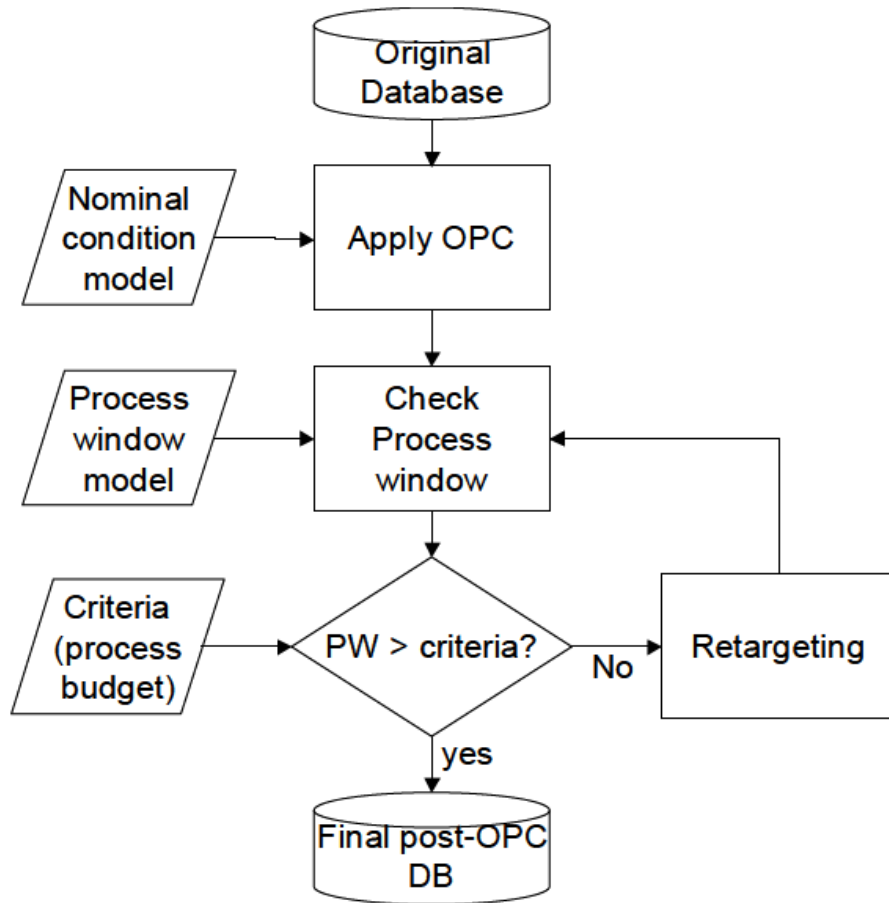 Original
Database
Nominal
condition
model
Apply OPC
Process
window
model
Check
Process
window
Criteria
(process
budget)
PW > criteria?
No
Retargeting
yes
Final post-OPC
DB